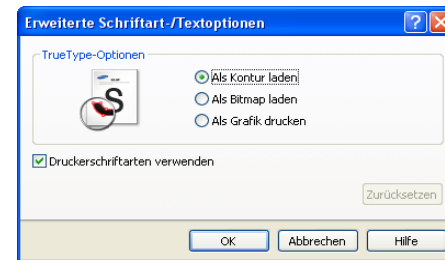 Erweiterte Schriftart-/Textoptionen
TrueType-Optionen
Als Kontur laden
Als Bitmap laden
Als Grafik drucken
Druckerschriftarten verwenden
Zurücksetzen
OK Abbrechen Hilfe